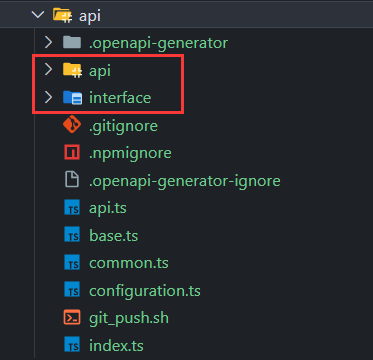 api
.openapi-generator
api
interface
.gitignore
.npmignore
.openapi-generator-ignore
TS api.ts
TS base.ts
TS common.ts
TS configuration.ts
git_push.sh
TS index.ts